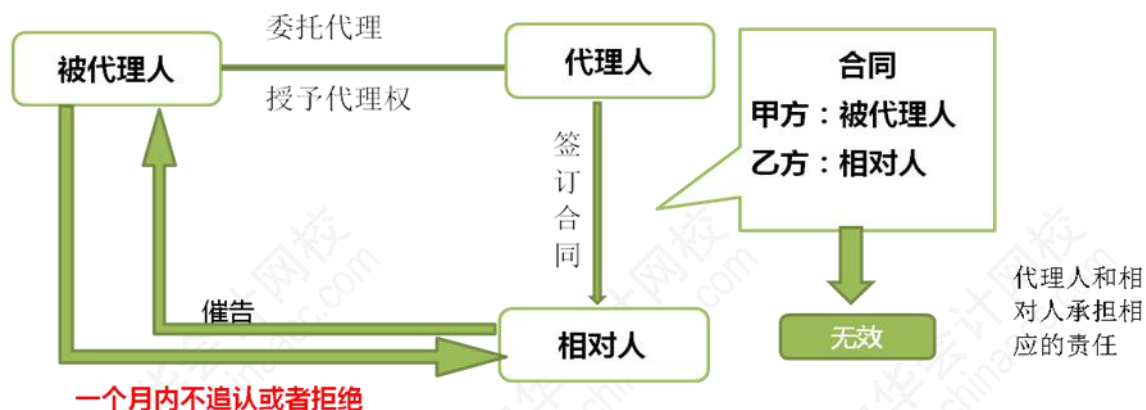 委托代理
被代理人
代理人
授予代理权
签订合同
合同
甲方：被代理人
乙方：相对人
催告
相对人
无效
代理人和相
对人承担相
应的责任
一个月内不追认或者拒绝